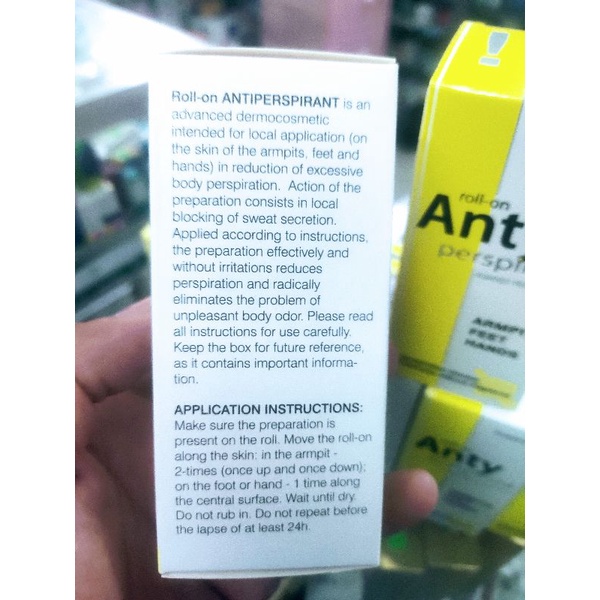 Roll-on ANTIPERSPIRANT is an
advanced dermocosmetic
intended for local application (on
the skin of the armpits, feet and
hands) in reduction of excessive
body perspiration. Action of the
preparation consists in local
blocking of sweat secretion.
Applied according to instructions,
the preparation effectively and
without irritations reduces
perspiration and radically
eliminates the problem of
unpleasant body odor. Please read
all instructions for use carefully.
Keep the box for future reference,
as it contains important informa-
tion.
APPLICATION INSTRUCTIONS:
Make sure the preparation is
present on the roll. Move the roll-on
along the skin: in the armpit -
2-times (once up and once down);
on the foot or hand - 1 time along
the central surface. Wait until dry.
Do not rub in. Do not repeat before
the lapse of at least 24h.
roll-on
Anty
perspi
ARMPI
FEET
HANDS
Anty